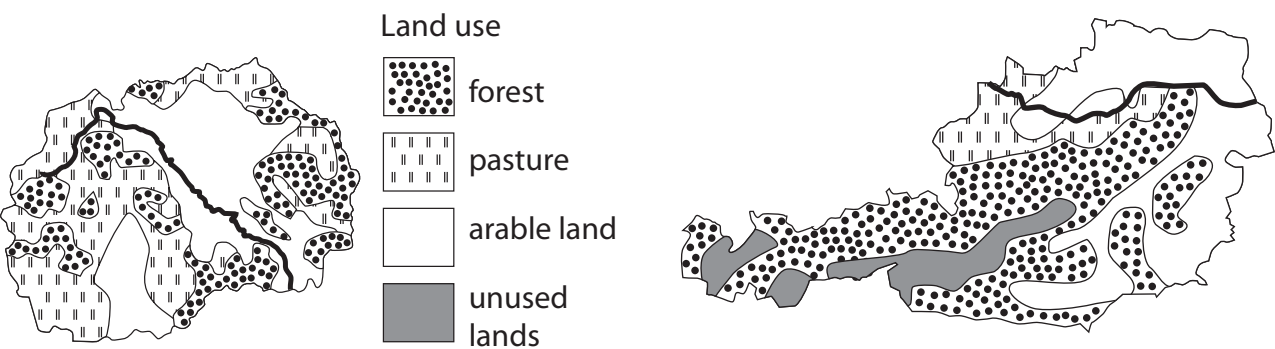 Land use
forest
pasture
arable land
unused
lands